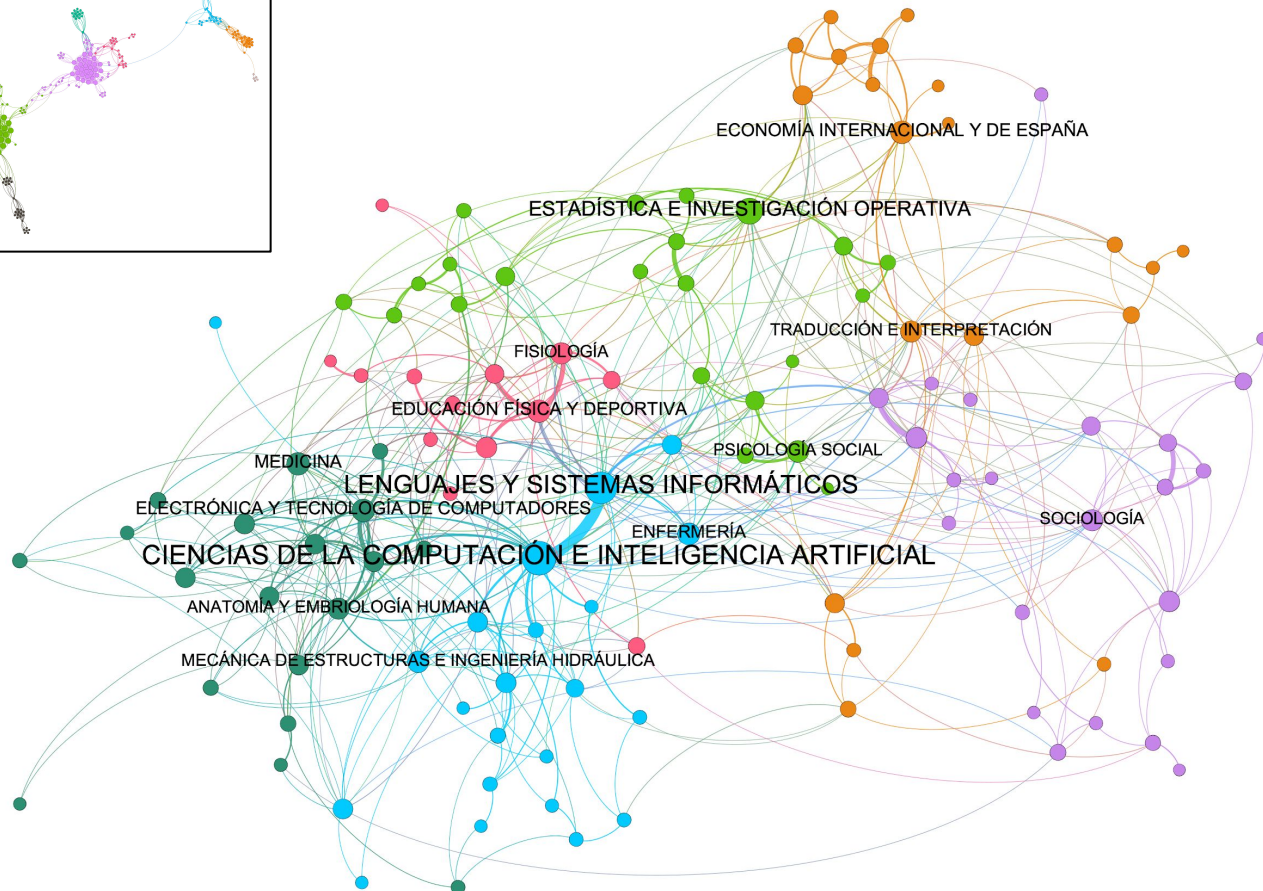 ECONOMÍA INTERNACIONAL Y DE ESPAÑA
ESTADÍSTICA E INVESTIGACIÓN OPERATIVA
TRADUCCIÓN E INTERPRETACIÓN
FISIOLOGÍA
EDUCACIÓN FÍSICA Y DEPORTIVA
PSICOLOGÍA SOCIAL
MEDICINA
LENGUAJES Y SISTEMAS INFORMÁTICOS
ELECTRÓNICA Y TECNOLOGÍA DE COMPUTADORES
SOCIOLOGÍA
ENFERMERÍA
CIENCIAS DE LA COMPUTACIÓN E INTELIGENCIA ARTIFICIAL
ANATOMÍA Y EMBRIOLOGÍA HUMANA
MECÁNICA DE ESTRUCTURAS E INGENIERÍA HIDRÁULICA